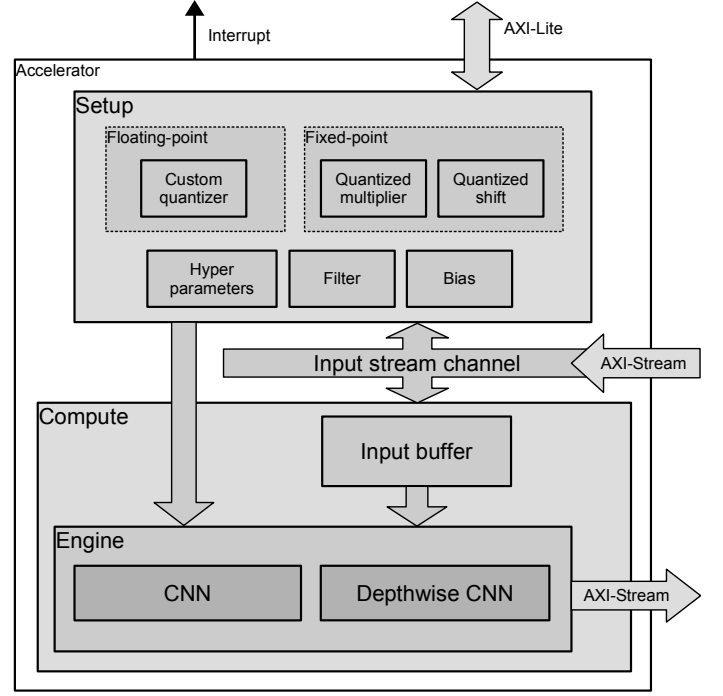 Interrupt
AXI-Lite
Accelerator
Setup
Floating-point
Custom
quantizer
Fixed-point
Quantized
multiplier
Quantized
shift
Hyper
parameters
Filter
Bias
Input stream channel
AXI-Stream
Compute
Input buffer
Engine
CNN
Depthwise CNN
AXI-Stream